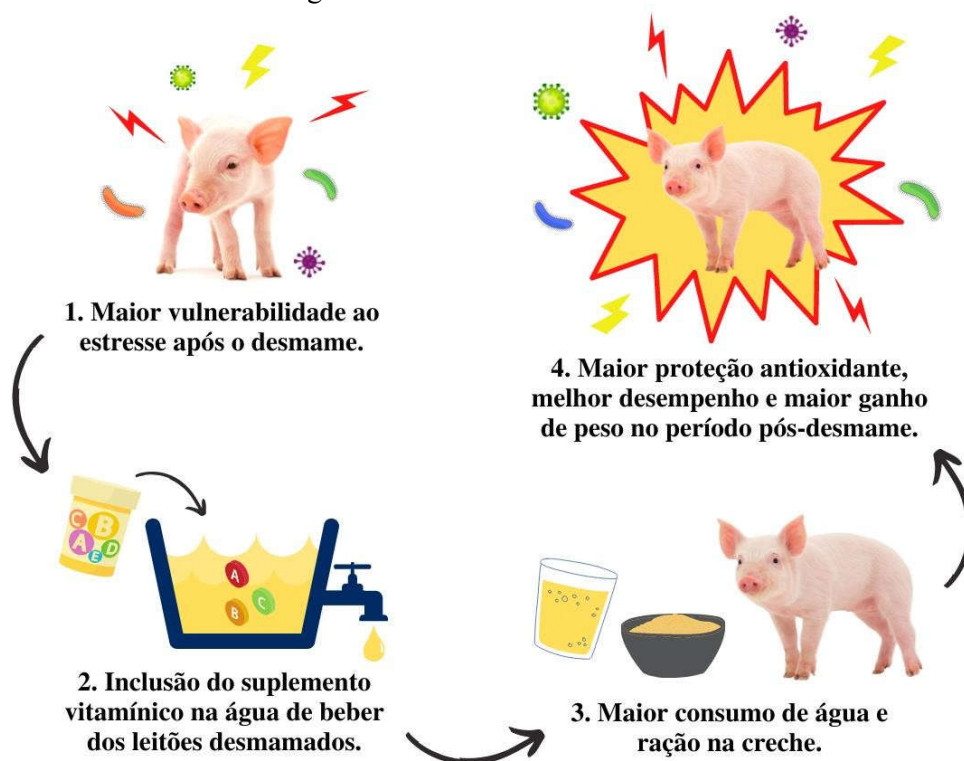 1. Maior vulnerabilidade ao
estresse após o desmame.
C
B
A
E
D
A
C
B
2. Inclusão do suplemento
vitamínico na água de beber
dos leitões desmamados.
3. Maior consumo de água e
ração na creche.
4. Maior proteção antioxidante,
melhor desempenho e maior ganho
de peso no período pós-desmame.